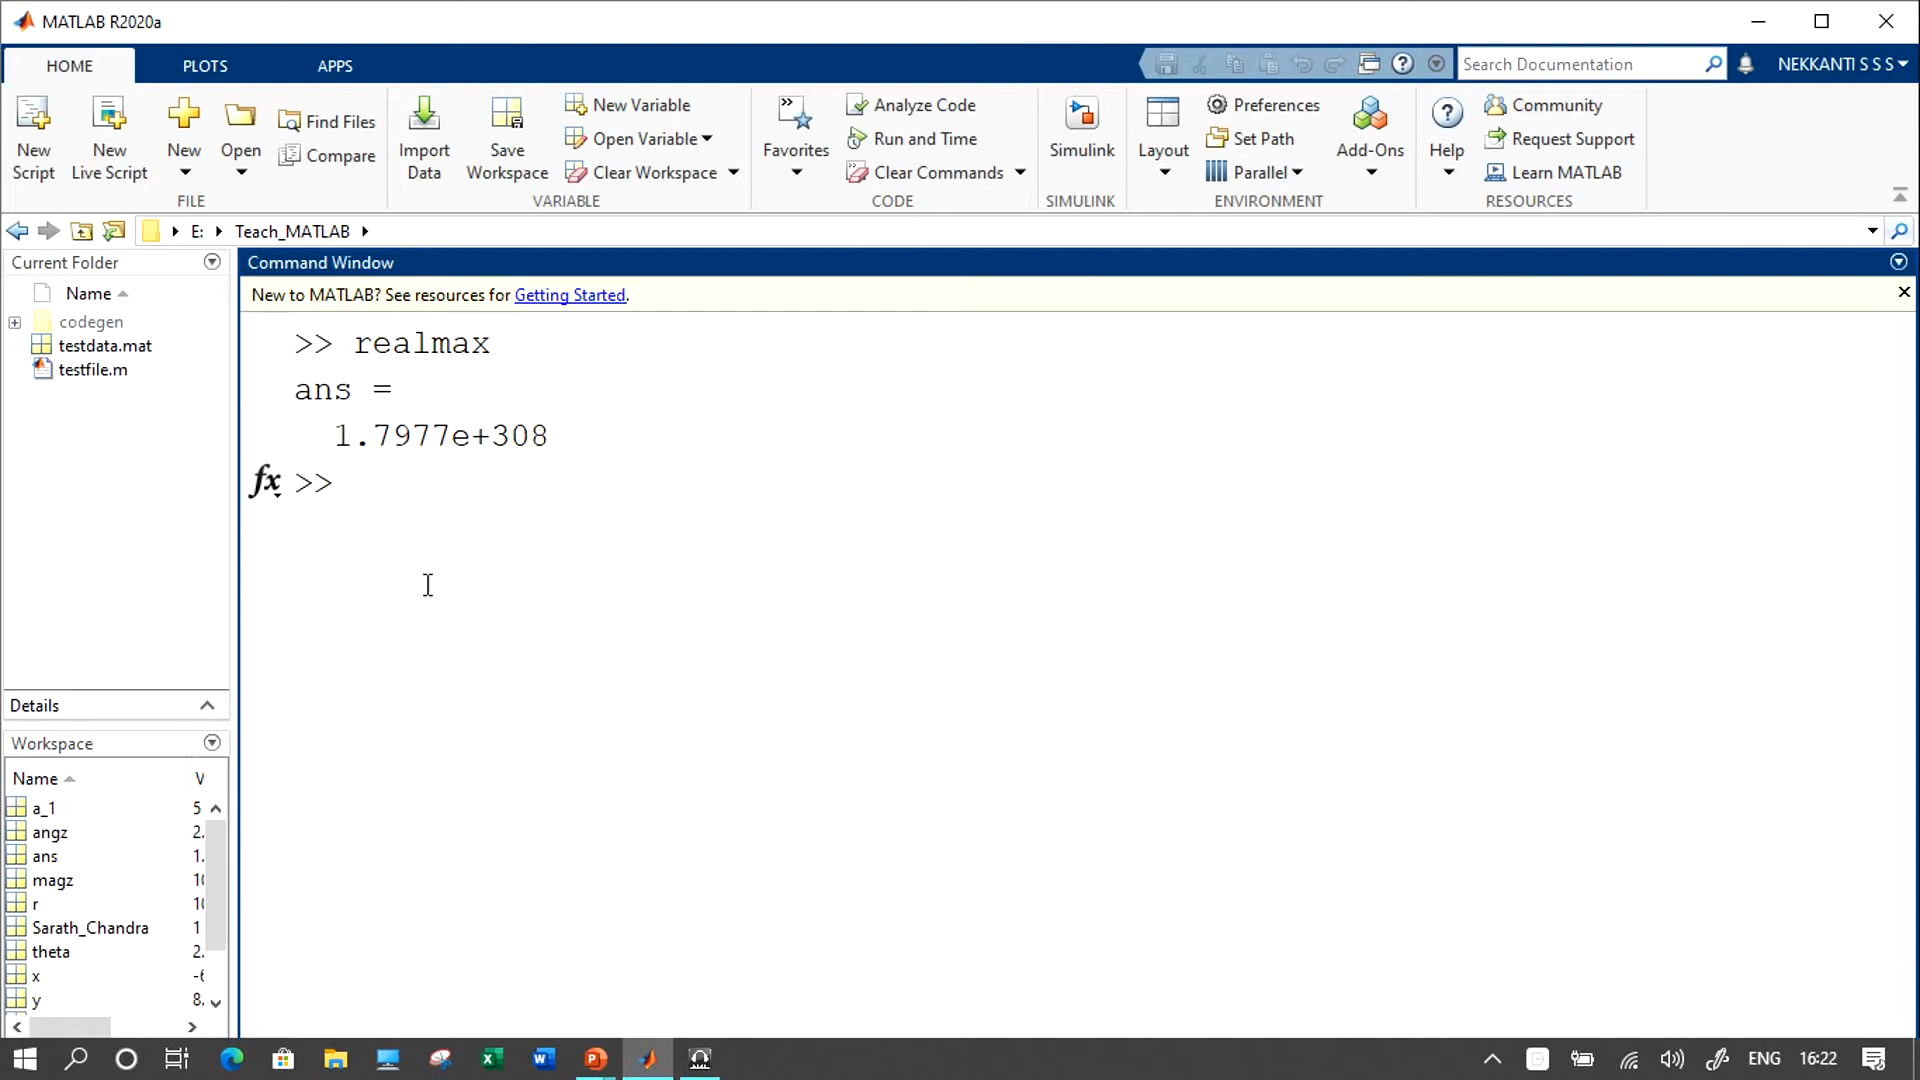 MATLAB R2020a
HOME PLOTS APPS
Search Documentation
NEKKANTI S S S
New Script
New Live Script
New
Open
Find Files
Compare
FILE
Import Data
Save Workspace
New Variable
Open Variable
Clear Workspace
VARIABLE
Favorites
Analyze Code
Run and Time
Clear Commands
CODE
Simulink
SIMULINK
Layout
Preferences
Set Path
Parallel
Add-Ons
ENVIRONMENT
Help
Community
Request Support
Learn MATLAB
RESOURCES
E: Teach_MATLAB
Current Folder
Name
codegen
testdata.mat
testfile.m
Details
Workspace
Name V
a_1 5
angz 2.
ans 1.
magz 10
r 10
Sarath_Chandra 1
theta 2.
x -6
y 8.
Command Window
New to MATLAB? See resources for Getting Started.
>> realmax
ans =
1.7977e+308
fx >>
ENG 16:22